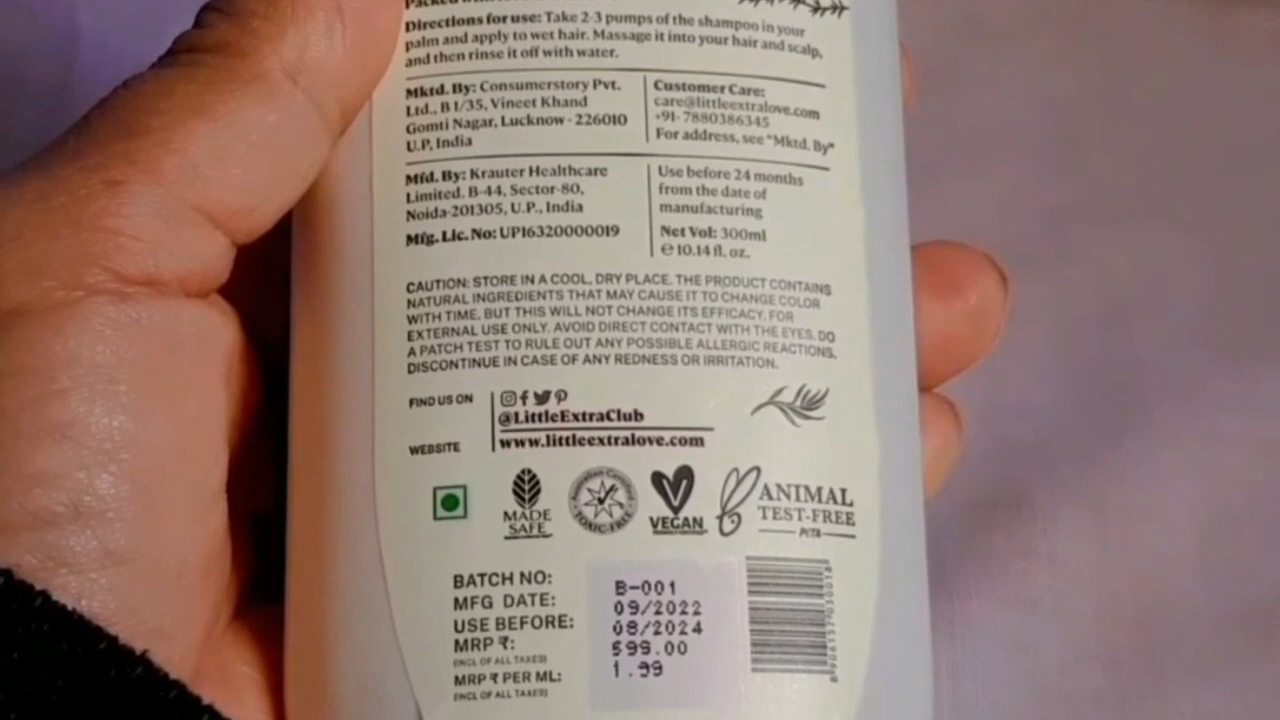 Directions for use: Take 2-3 pumps of the shampoo in your
palm and apply to wet hair. Massage it into your hair and scalp,
and then rinse it off with water.
Mktd. By: Consumerstory Pvt.
Ltd., B 1/35, Vineet Khand
Gomti Nagar, Lucknow - 226010
U.P, India
Customer Care:
care@littleextralove.com
+91- 7880386345
For address, see "Mktd. By"
Mfd. By: Krauter Healthcare
Limited. B-44, Sector-80,
Noida-201305, U.P., India
Mfg. Lic. No: UP16320000019
Use before 24 months
from the date of
manufacturing
Net Vol: 300ml
e 10.14 fl. oz.
CAUTION: STORE IN A COOL, DRY PLACE. THE PRODUCT CONTAINS
NATURAL INGREDIENTS THAT MAY CAUSE IT TO CHANGE COLOR
WITH TIME, BUT THIS WILL NOT CHANGE ITS EFFICACY. FOR
EXTERNAL USE ONLY. AVOID DIRECT CONTACT WITH THE EYES. DO
A PATCH TEST TO RULE OUT ANY POSSIBLE ALLERGIC REACTIONS.
DISCONTINUE IN CASE OF ANY REDNESS OR IRRITATION.
FIND US ON
@LittleExtraClub
WEBSITE
www.littleextralove.com
MADE
SAFE
Australian Certified
TOXIC-FREE
VEGAN
ANIMAL
TEST-FREE
PETA
BATCH NO: B-001
MFG DATE: 09/2022
USE BEFORE: 08/2024
MRP ₹: 599.00
(INCL OF ALL TAXES)
MRP ₹ PER ML: 1.99
(INCL OF ALL TAXES)